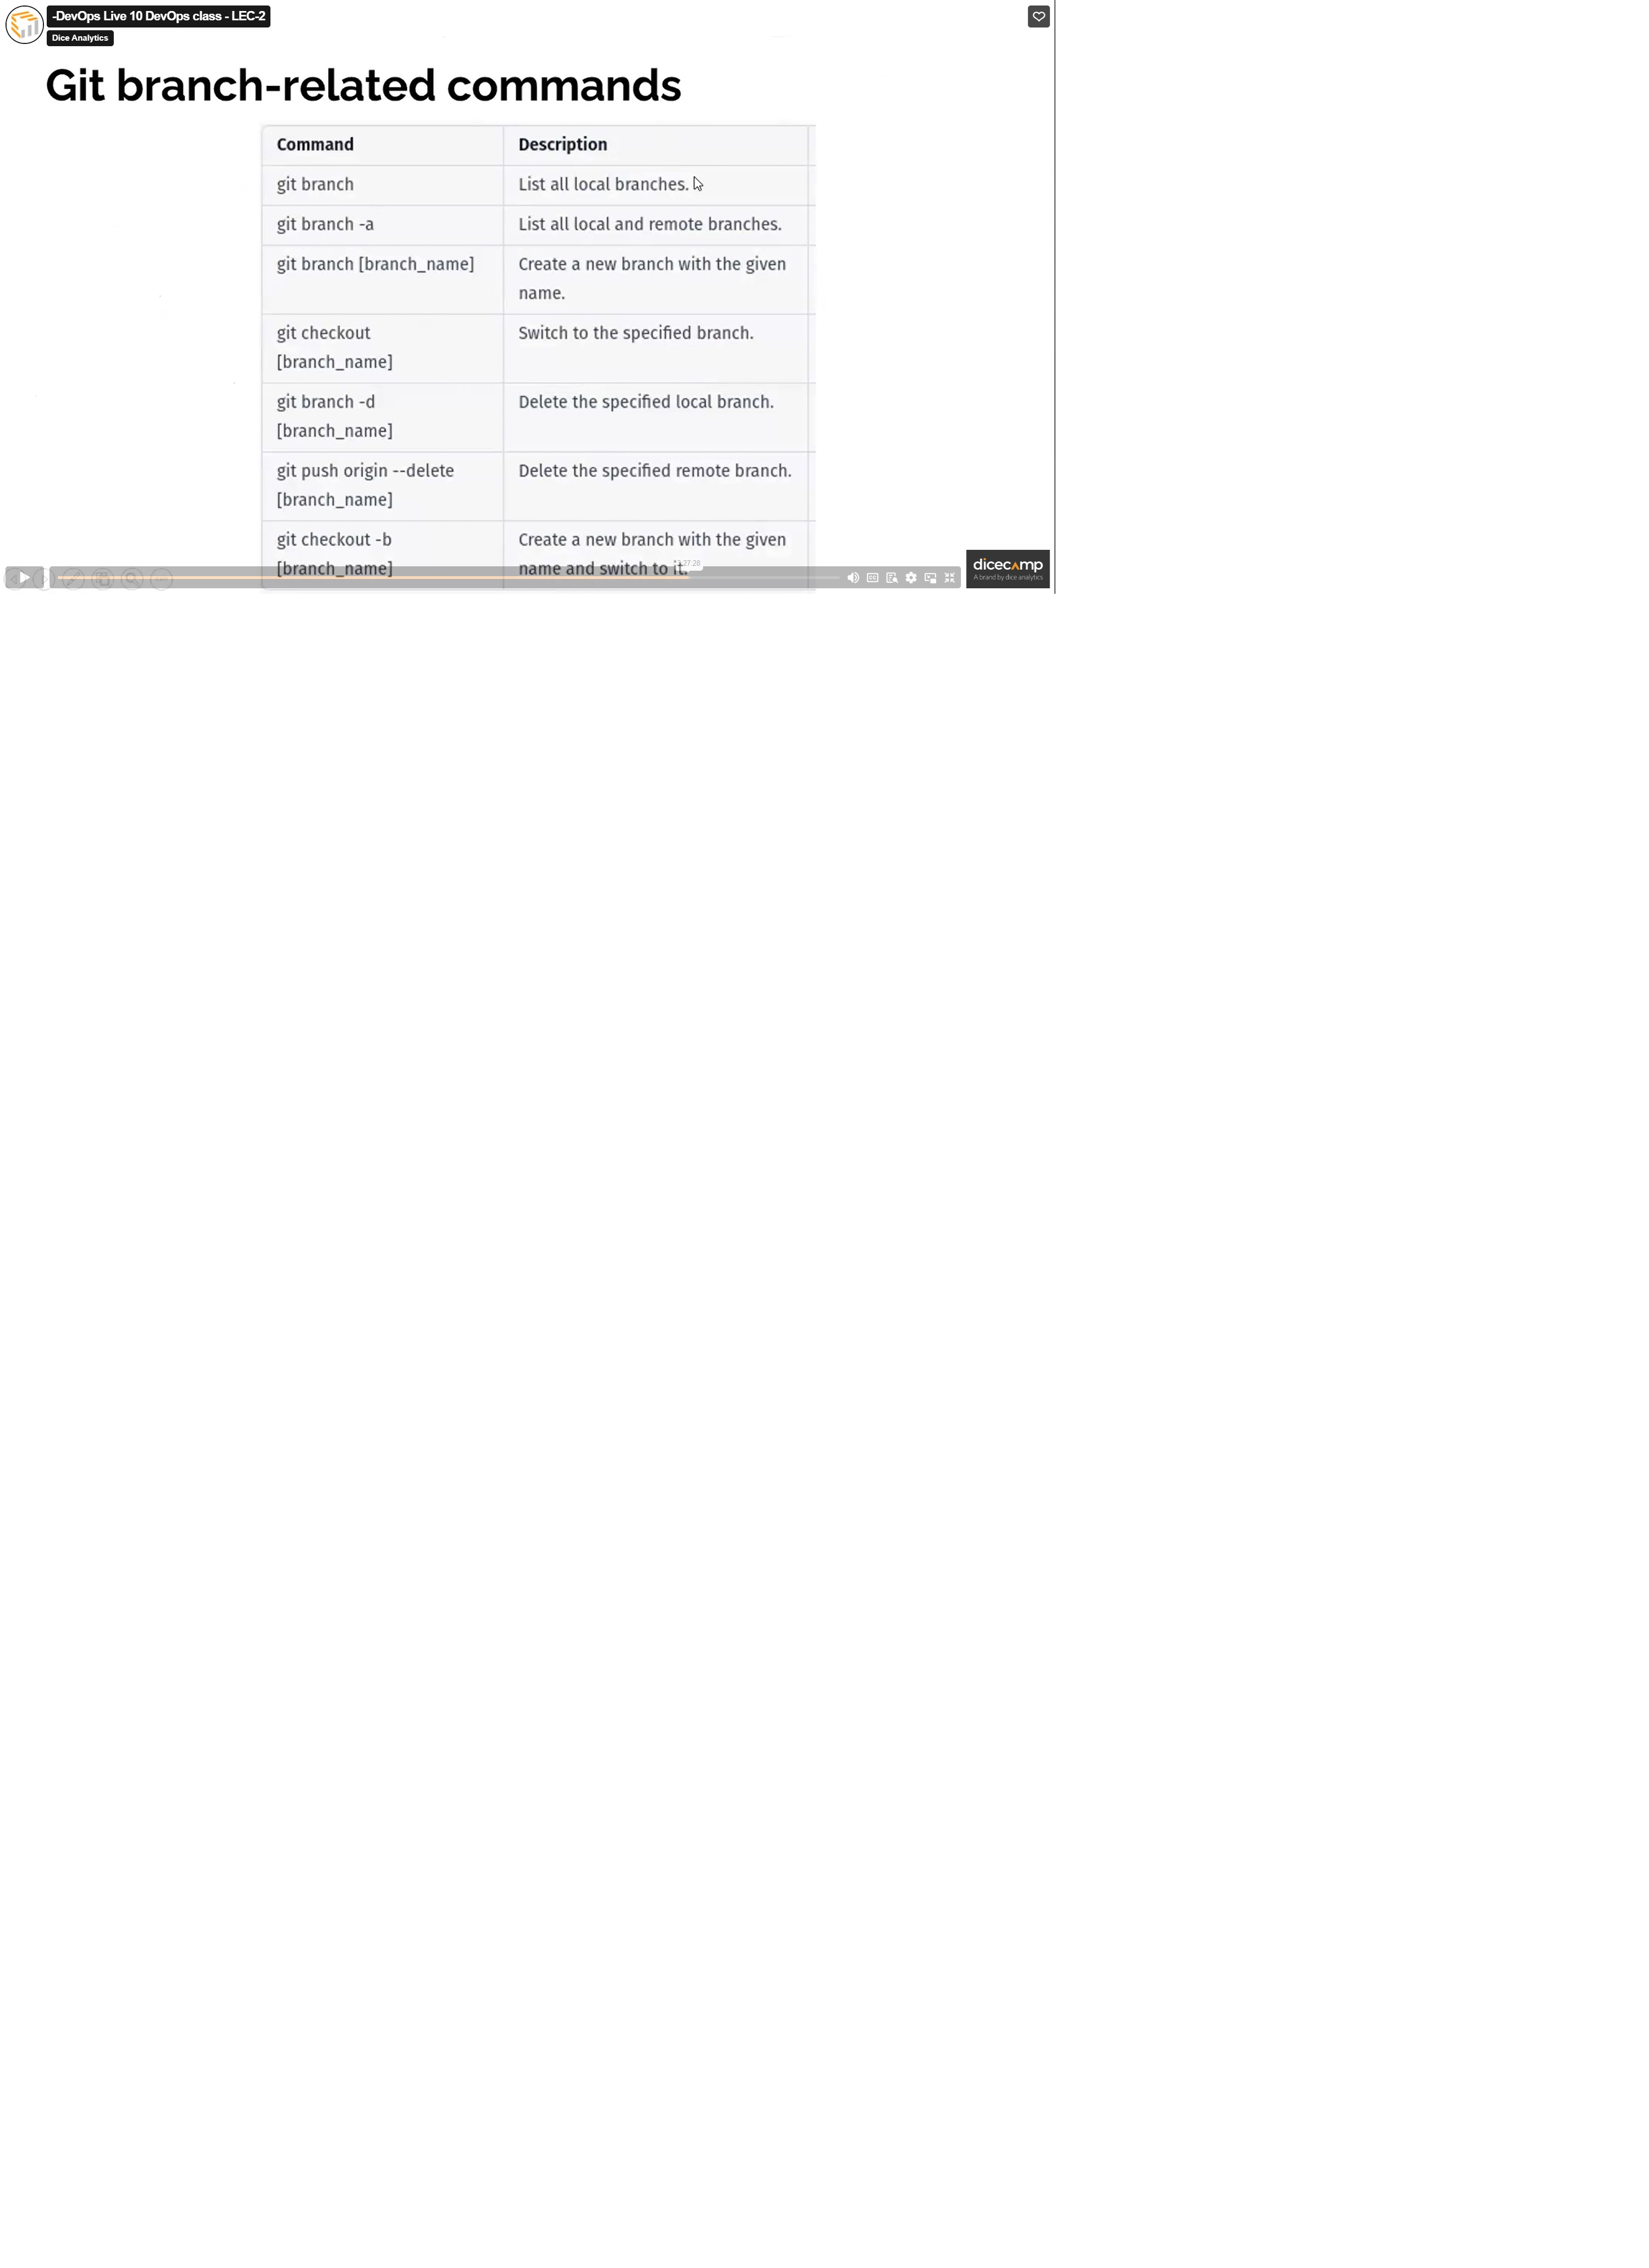 -DevOps Live 10 DevOps class - LEC-2
Dice Analytics
Git branch-related commands
Command Description
git branch List all local branches.
git branch -a List all local and remote branches.
git branch [branch_name] Create a new branch with the given
name.
git checkout Switch to the specified branch.
[branch_name]
git branch -d Delete the specified local branch.
[branch_name]
git push origin --delete Delete the specified remote branch.
[branch_name]
git checkout -b Create a new branch with the given
[branch_name] name and switch to it.
dicecamp
A brand by dice analytics